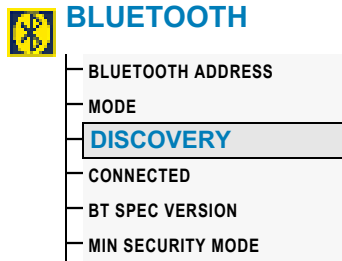 BLUETOOTH
BLUETOOTH ADDRESS
MODE
DISCOVERY
CONNECTED
BT SPEC VERSION
MIN SECURITY MODE